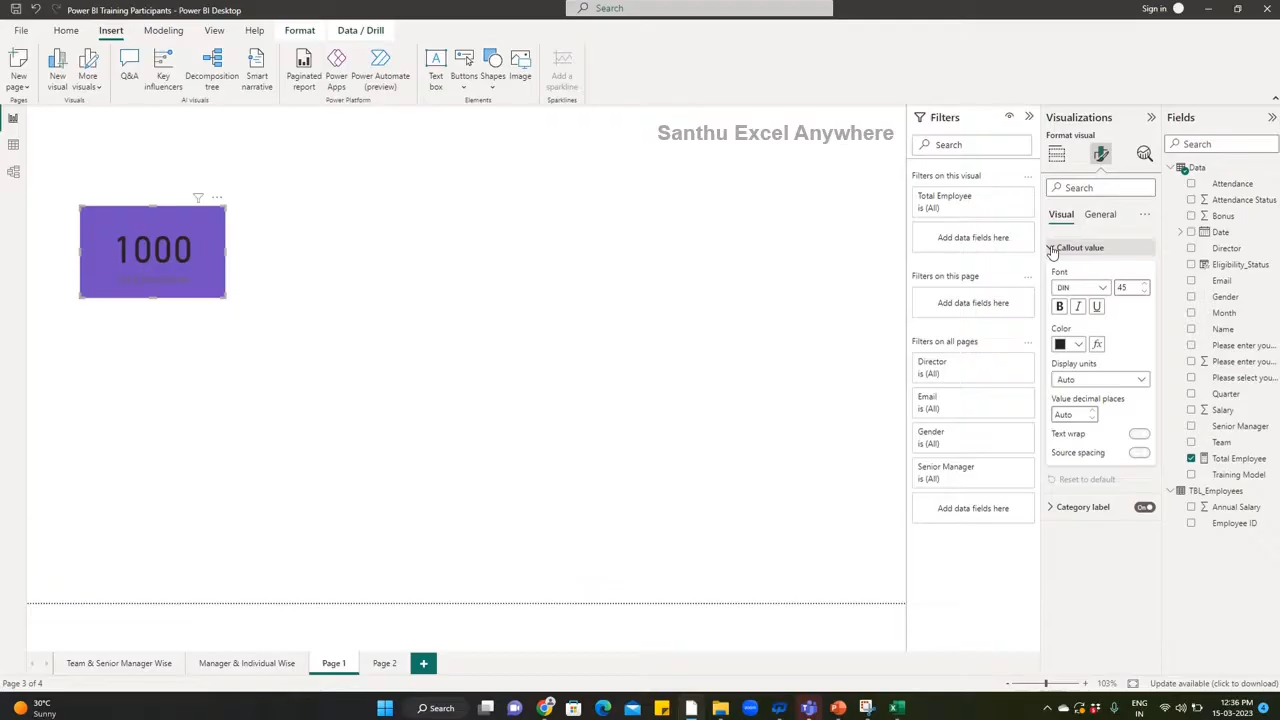 Power BI Training Participants - Power BI Desktop
Search
Sign in
File
Home
Insert
Modeling
View
Help
Format
Data / Drill
New page
New visual
More visuals
Q&A
Key influencers
Decomposition tree
Smart narrative
Paginated report
Power Apps
Power Automate (preview)
Text box
Buttons
Shapes
Image
Add a sparkline
Pages
Visuals
AI visuals
Power Platform
Elements
Sparklines
Santhu Excel Anywhere
1000
Filters
Search
Filters on this visual
Total Employee
is (All)
Add data fields here
Filters on this page
Add data fields here
Filters on all pages
Director
is (All)
Email
is (All)
Gender
is (All)
Senior Manager
is (All)
Add data fields here
Visualizations
Format visual
Search
Visual
General
Callout value
Font
DIN
45
B I U
Color
fx
Display units
Auto
Value decimal places
Auto
Text wrap
Source spacing
Reset to default
Category label
On
Fields
Search
Data
Attendance
Attendance Status
Bonus
Date
Director
Eligibility_Status
Email
Gender
Month
Name
Please enter you...
Please enter you...
Please select you...
Quarter
Salary
Senior Manager
Team
Total Employee
Training Model
TBL_Employees
Annual Salary
Employee ID
Team & Senior Manager Wise
Manager & Individual Wise
Page 1
Page 2
Page 3 of 4
103%
Update available (click to download)
30°C
Sunny
Search
ENG
IN
12:36 PM
15-03-2023